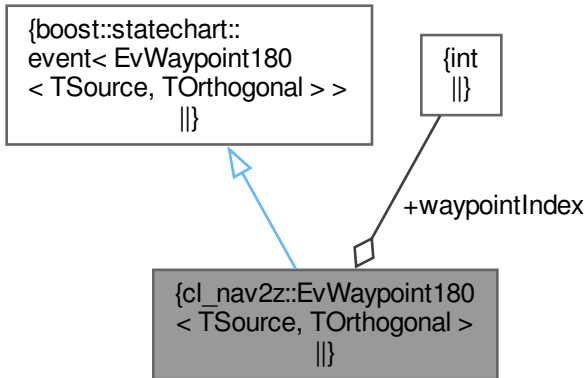 {boost::statechart::
event< EvWaypoint180
< TSource, TOrthogonal > >
||}
{int
||}
+waypointIndex
{cl_nav2z::EvWaypoint180
< TSource, TOrthogonal >
||}